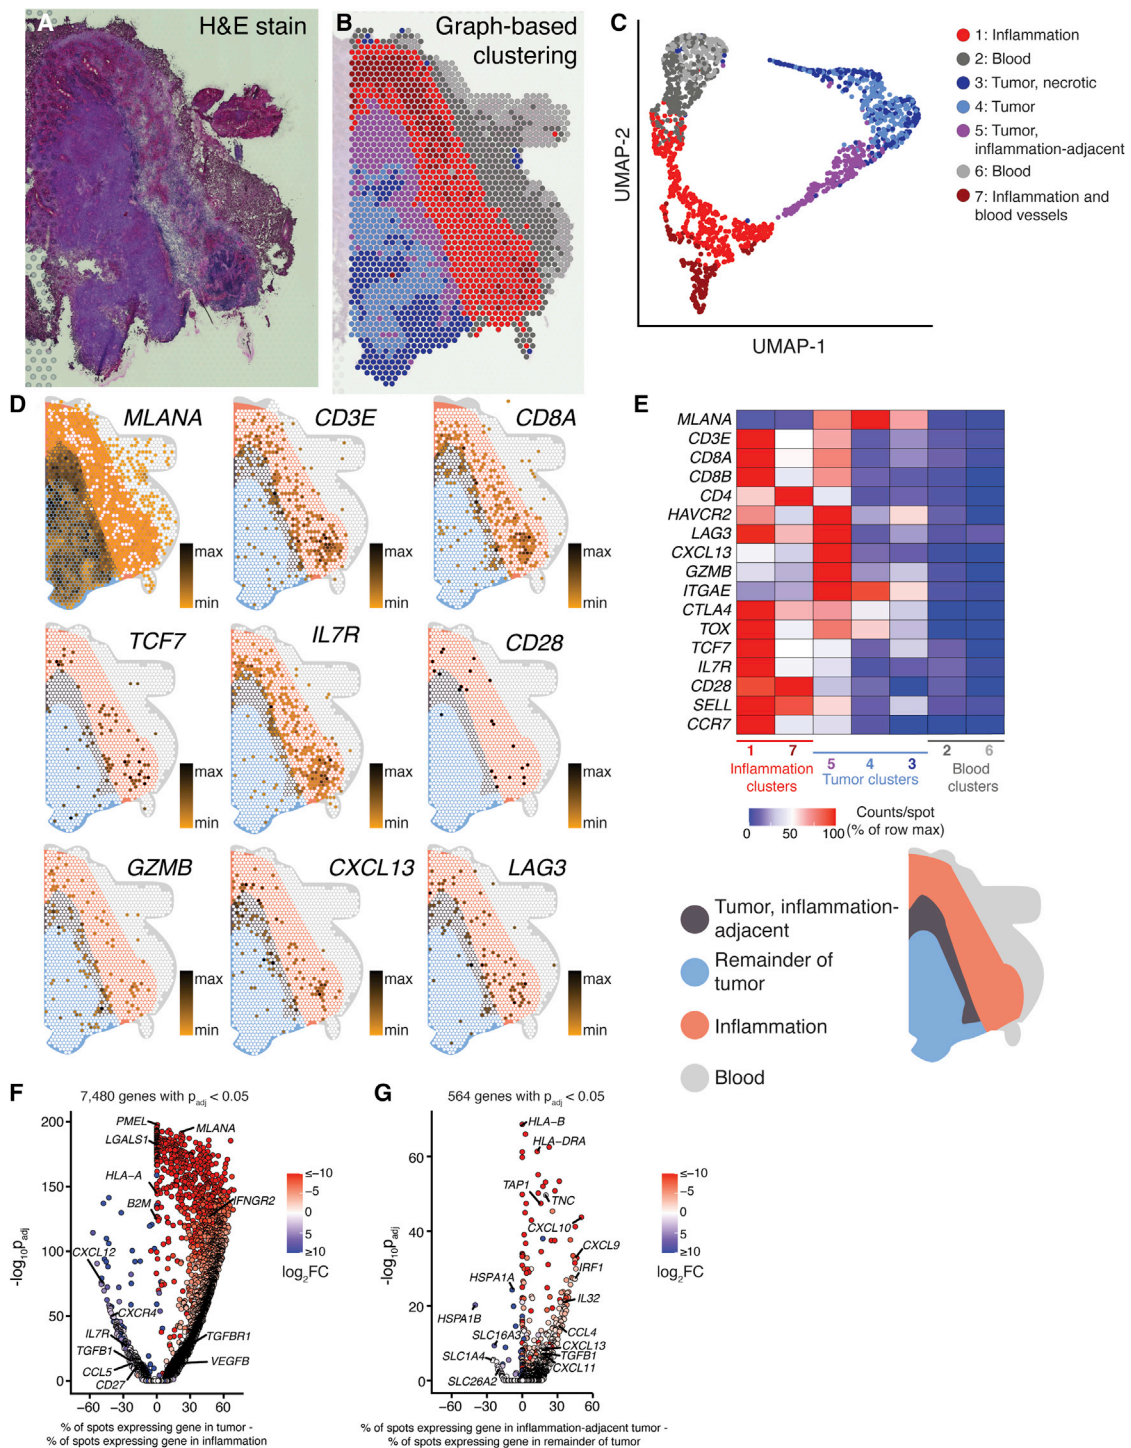 A
H&E stain
B
Graph-based
clustering
C
UMAP-2
UMAP-1
1: Inflammation
2: Blood
3: Tumor, necrotic
4: Tumor
5: Tumor,
inflammation-adjacent
6: Blood
7: Inflammation and
blood vessels
D
MLANA
max
min
CD3E
max
min
CD8A
max
min
TCF7
max
min
IL7R
max
min
CD28
max
min
GZMB
max
min
CXCL13
max
min
LAG3
max
min
E
MLANA
CD3E
CD8A
CD8B
CD4
HAVCR2
LAG3
CXCL13
GZMB
ITGAE
CTLA4
TOX
TCF7
IL7R
CD28
SELL
CCR7
1 7 5 4 3 2 6
Inflammation
clusters
Tumor clusters
Blood
clusters
0 50 100
Counts/spot
(% of row max)
Tumor, inflammation-
adjacent
Remainder of
tumor
Inflammation
Blood
F
7,480 genes with padj < 0.05
200
150
100
50
0
-log10padj
PMEL
MLANA
LGALS1
HLA-A
B2M
IFNGR2
CXCL12
CXCR4
IL7R
TGFBR1
TGFB1
VEGFB
CCL5
CD27
−60 −30 0 30 60
% of spots expressing gene in tumor -
% of spots expressing gene in inflammation
≤−10
-5
0
5
≥10
log2FC
G
564 genes with padj < 0.05
60
40
20
0
-log10padj
HLA−B
HLA−DRA
TAP1
TNC
CXCL10
CXCL9
IRF1
HSPA1A
IL32
HSPA1B
SLC16A3
CCL4
CXCL13
SLC1A4
TGFB1
CXCL11
SLC26A2
−60 −30 0 30 60
% of spots expressing gene in inflammation-adjacent tumor -
% of spots expressing gene in remainder of tumor
≤−10
-5
0
5
≥10
log2FC